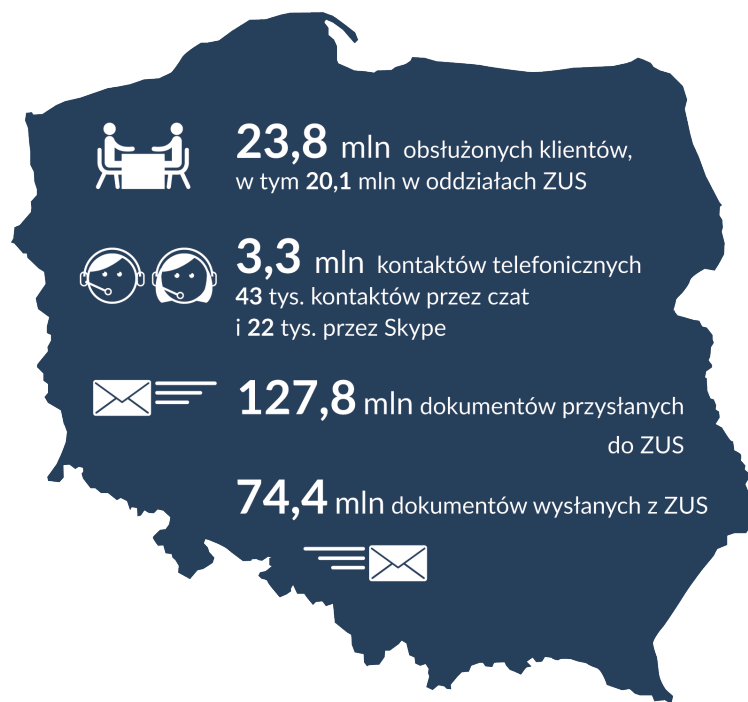 23,8 mln obsłużonych klientów,
w tym 20,1 mln w oddziałach ZUS
3,3 mln kontaktów telefonicznych
43 tys. kontaktów przez czat
i 22 tys. przez Skype
127,8 mln dokumentów przysłanych
do ZUS
74,4 mln dokumentów wysłanych z ZUS